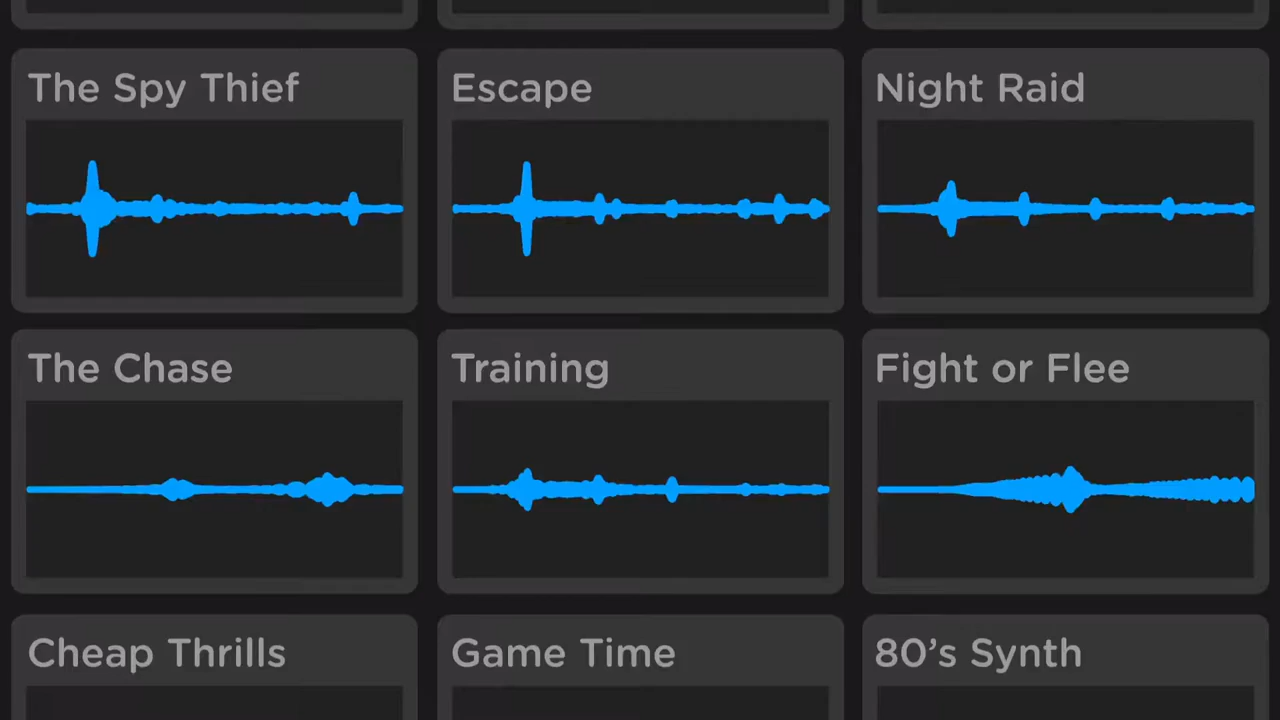 The Spy Thief
Escape
Night Raid
The Chase
Training
Fight or Flee
Cheap Thrills
Game Time
80’s Synth